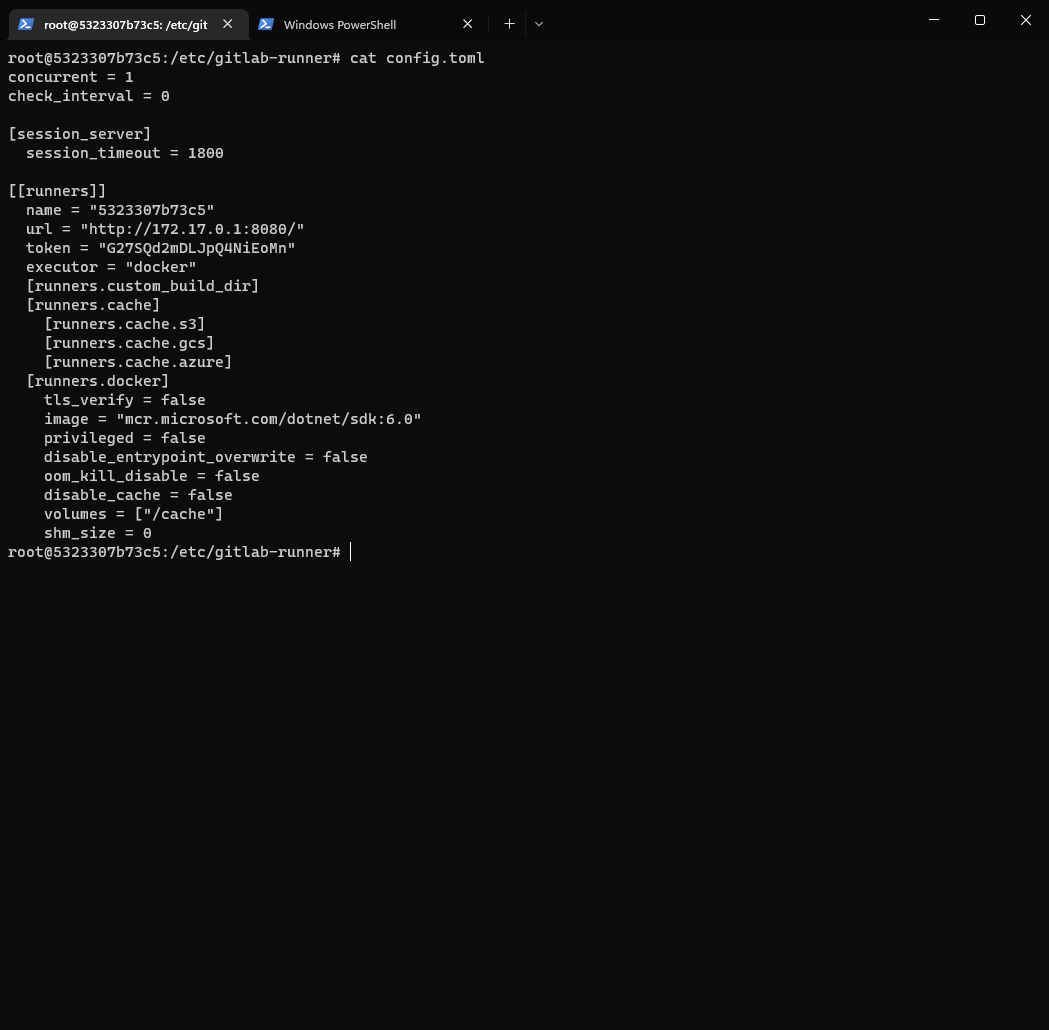 root@5323307b73c5: /etc/git
Windows PowerShell
root@5323307b73c5:/etc/gitlab-runner# cat config.toml
concurrent = 1
check_interval = 0
[session_server]
  session_timeout = 1800
[[runners]]
  name = "5323307b73c5"
  url = "http://172.17.0.1:8080/"
  token = "G27SQd2mDLJpQ4NiEoMn"
  executor = "docker"
  [runners.custom_build_dir]
  [runners.cache]
    [runners.cache.s3]
    [runners.cache.gcs]
    [runners.cache.azure]
  [runners.docker]
    tls_verify = false
    image = "mcr.microsoft.com/dotnet/sdk:6.0"
    privileged = false
    disable_entrypoint_overwrite = false
    oom_kill_disable = false
    disable_cache = false
    volumes = ["/cache"]
    shm_size = 0
root@5323307b73c5:/etc/gitlab-runner#